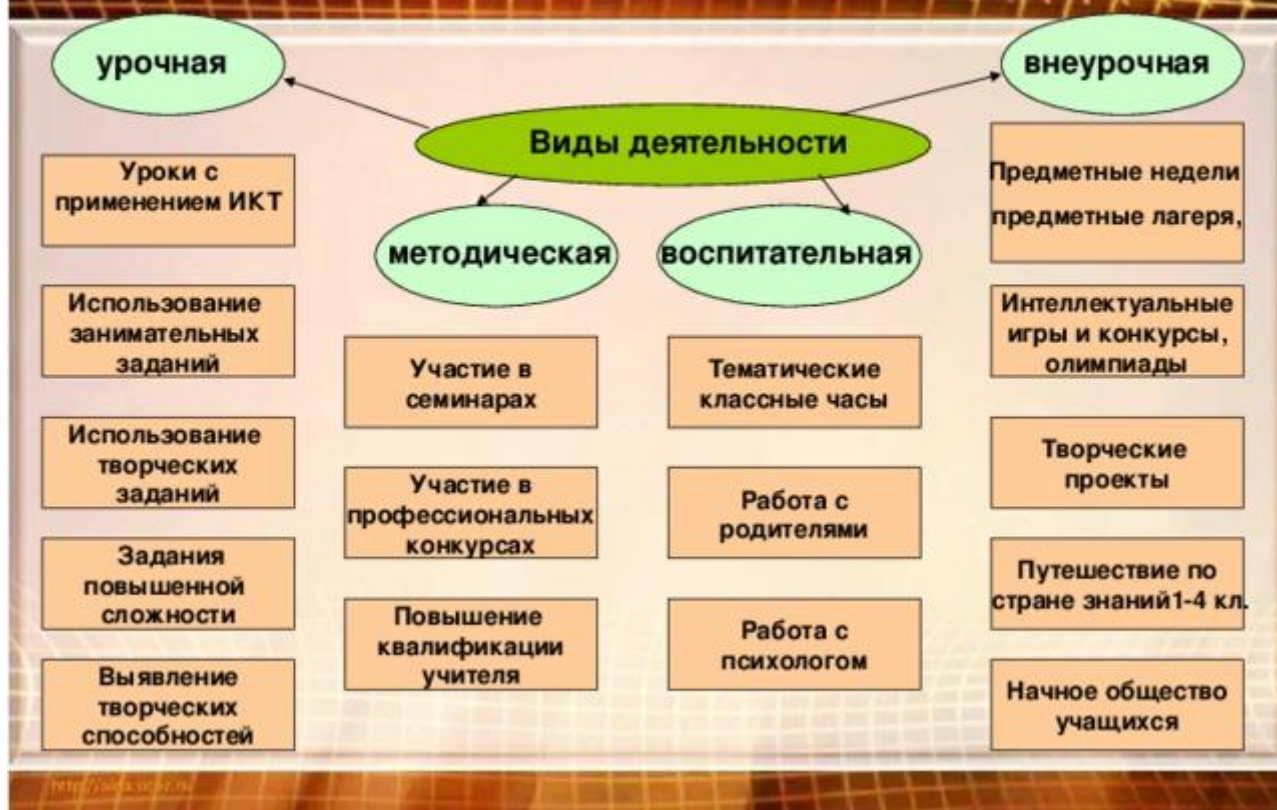 урочная
внеурочная
Виды деятельности
методическая
воспитательная
Уроки с
применением ИКТ
Использование
занимательных
заданий
Использование
творческих
заданий
Задания
повышенной
сложности
Выявление
творческих
способностей
Участие в
семинарах
Участие в
профессиональных
конкурсах
Повышение
квалификации
учителя
Тематические
классные часы
Работа с
родителями
Работа с
психологом
Предметные недели
предметные лагеря,
Интеллектуальные
игры и конкурсы,
олимпиады
Творческие
проекты
Путешествие по
стране знаний1-4 кл.
Начное общество
учащихся